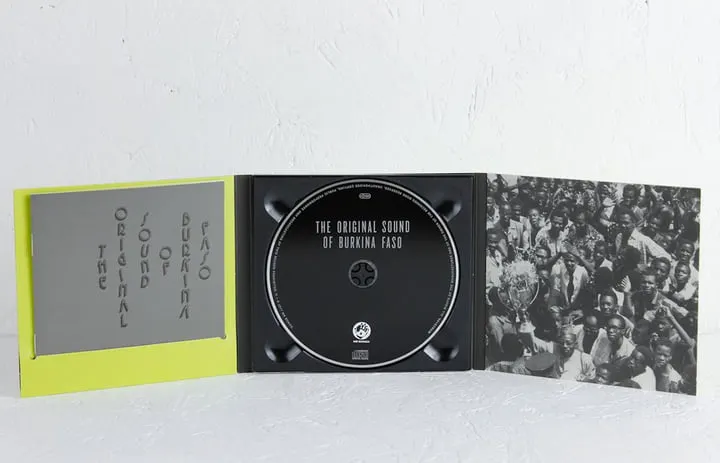 THE
ORIGINAL
SOUND
OF
BURKINA
FASO
THE ORIGINAL SOUND
OF BURKINA FASO